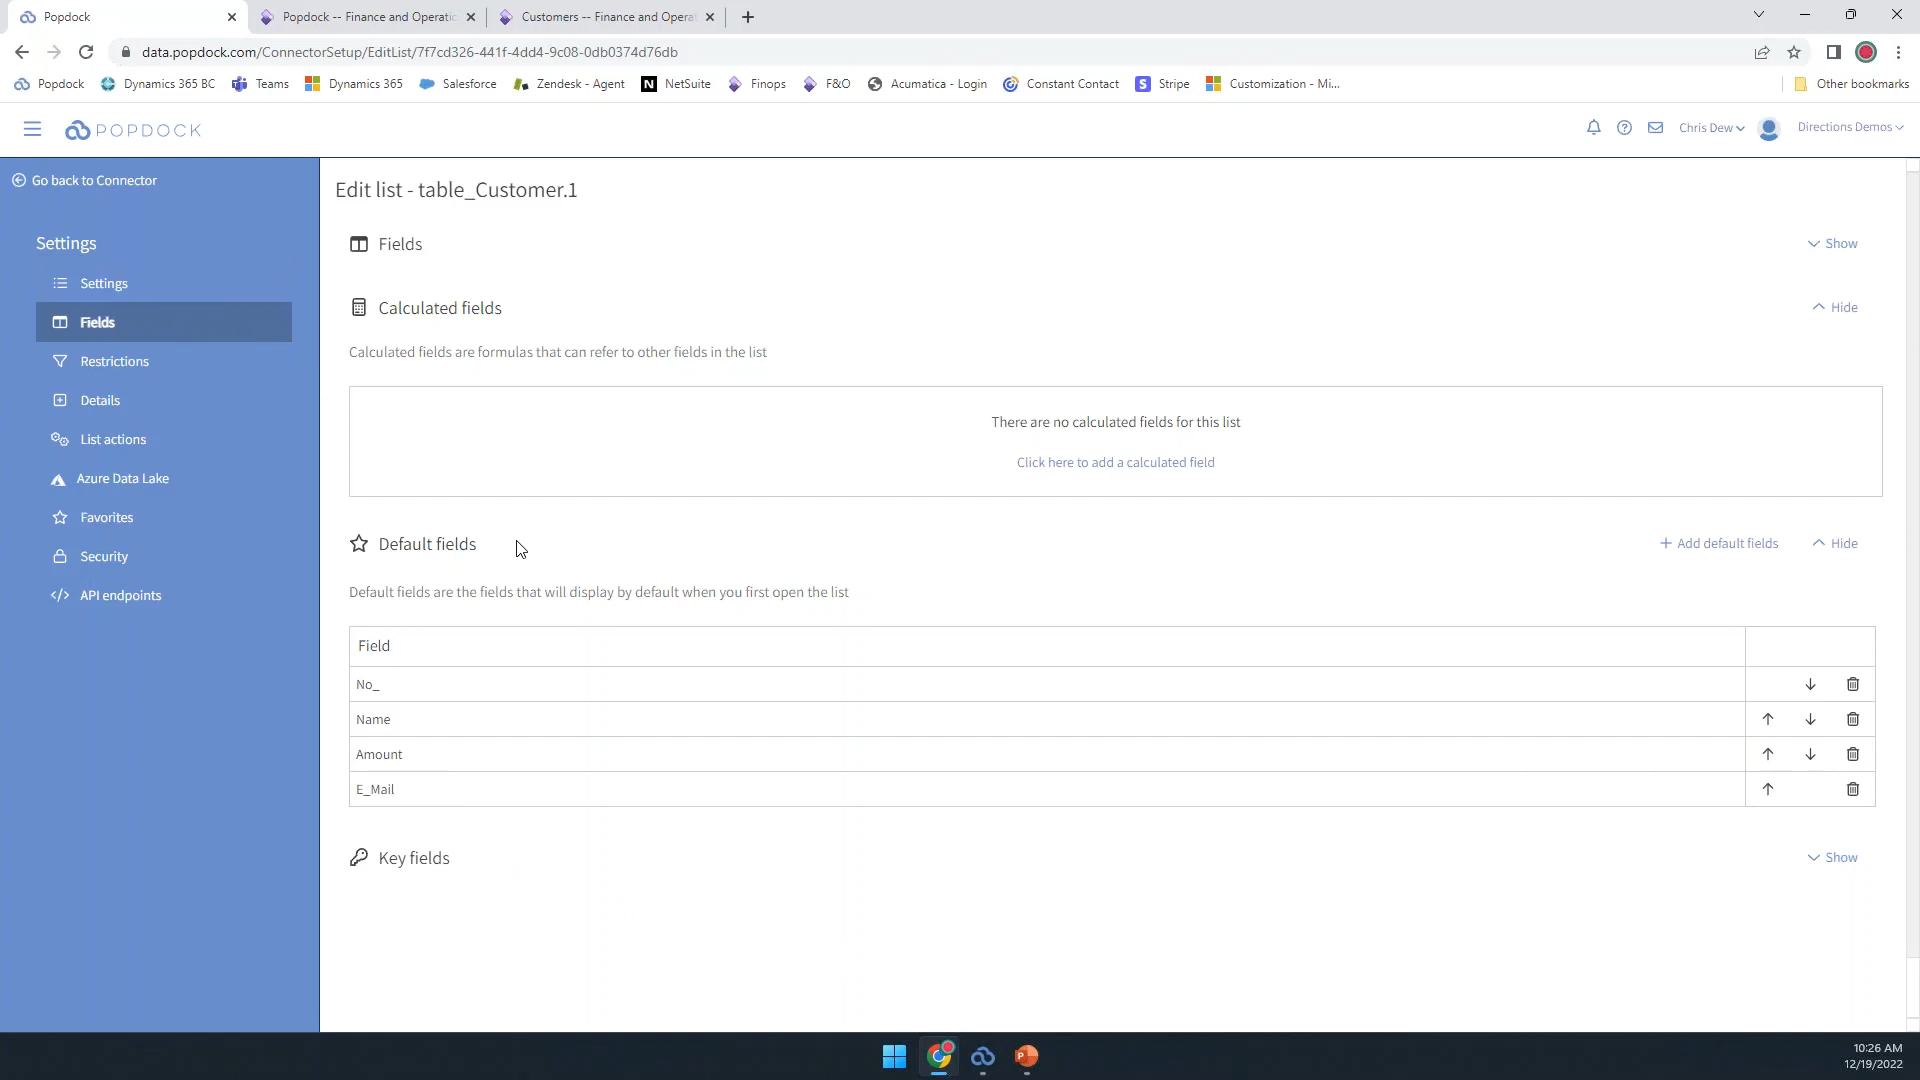 Popdock
Popdock -- Finance and Operatic
Customers -- Finance and Opera
data.popdock.com/ConnectorSetup/EditList/7f7cd326-441f-4dd4-9c08-0db0374d76db
Popdock
Dynamics 365 BC
Teams
Dynamics 365
Salesforce
Zendesk - Agent
NetSuite
Finops
F&O
Acumatica - Login
Constant Contact
Stripe
Customization - Mi...
Other bookmarks
POPDOCK
Chris Dew
Directions Demos
Go back to Connector
Settings
Settings
Fields
Restrictions
Details
List actions
Azure Data Lake
Favorites
Security
API endpoints
Edit list - table_Customer.1
Fields
Show
Calculated fields
Hide
Calculated fields are formulas that can refer to other fields in the list
There are no calculated fields for this list
Click here to add a calculated field
Default fields
+ Add default fields
Hide
Default fields are the fields that will display by default when you first open the list
Field
No_
Name
Amount
E_Mail
Key fields
Show
10:26 AM
12/19/2022